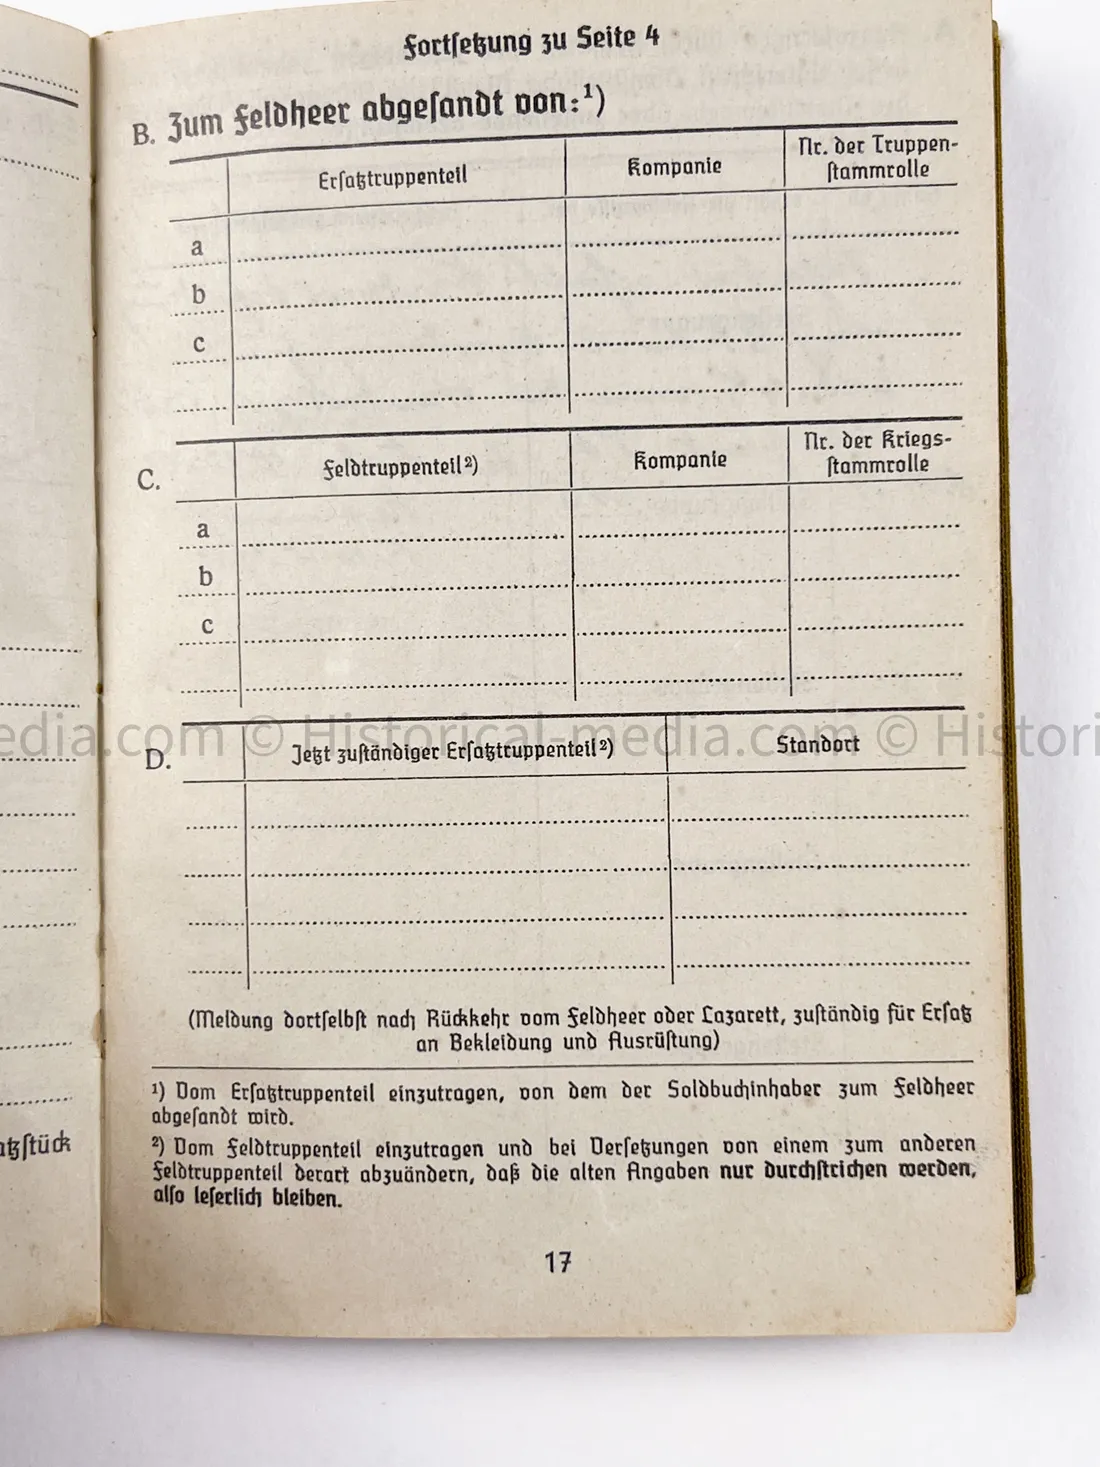 Fortsetzung zu Seite 4
B. Zum Feldheer abgesandt von:¹)
Ersatztruppenteil
Kompanie
Nr. der Truppen-
stammrolle
a
b
c
C.
Feldtruppenteil²)
Kompanie
Nr. der Kriegs-
stammrolle
a
b
c
edia.com © Historical-media.com © Histori
D.
Jetzt zuständiger Ersatztruppenteil²)
Standort
(Meldung dortselbst nach Rückkehr vom Feldheer oder Lazarett, zuständig für Ersatz
an Bekleidung und Ausrüstung)
¹) Vom Ersatztruppenteil einzutragen, von dem der Soldbuchinhaber zum Feldheer
abgesandt wird.
²) Vom Feldtruppenteil einzutragen und bei Versetzungen von einem zum anderen
Feldtruppenteil derart abzuändern, daß die alten Angaben nur durchstrichen werden,
also leserlich bleiben.
17
atzstück